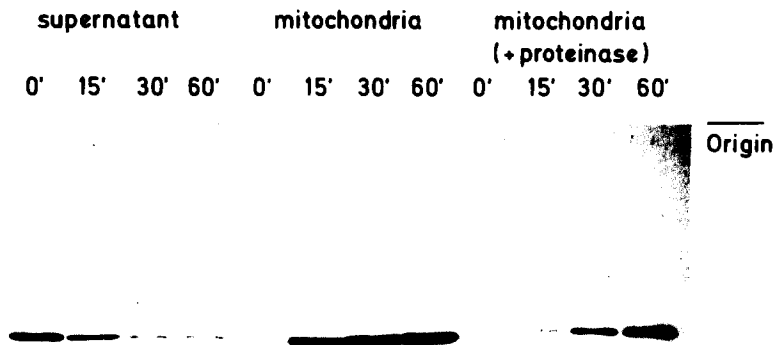 supernatant mitochondria mitochondria
(+ proteinase)
0' 15' 30' 60' 0' 15' 30' 60' 0' 15' 30' 60'
Origin